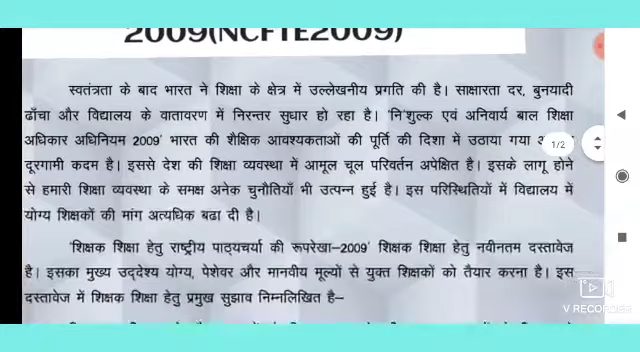 2009(NCFTE2009)
स्वतंत्रता के बाद भारत ने शिक्षा के क्षेत्र में उल्लेखनीय प्रगति की है। साक्षारता दर, बुनयादी
ढाँचा और विद्यालय के वातावरण में निरन्तर सुधार हो रहा है। 'नि'शुल्क एवं अनिवार्य बाल शिक्षा
अधिकार अधिनियम 2009' भारत की शैक्षिक आवश्यकताओं की पूर्ति की दिशा में उठाया गया
1/2
दूरगामी कदम है। इससे देश की शिक्षा व्यवस्था में आमूल चूल परिवर्तन अपेक्षित है। इसके लागू होने
से हमारी शिक्षा व्यवस्था के समक्ष अनेक चुनौतियाँ भी उत्पन्न हुई है। इस परिस्थितियों में विद्यालय में
योग्य शिक्षकों की मांग अत्यधिक बढा दी है।
'शिक्षक शिक्षा हेतु राष्ट्रीय पाठ्यचर्या की रूपरेखा–2009' शिक्षक शिक्षा हेतु नवीनतम दस्तावेज
है। इसका मुख्य उद्देश्य योग्य, पेशेवर और मानवीय मूल्यों से युक्त शिक्षकों को तैयार करना है। इस
दस्तावेज में शिक्षक शिक्षा हेतु प्रमुख सुझाव निम्नलिखित है–
V RECORDER